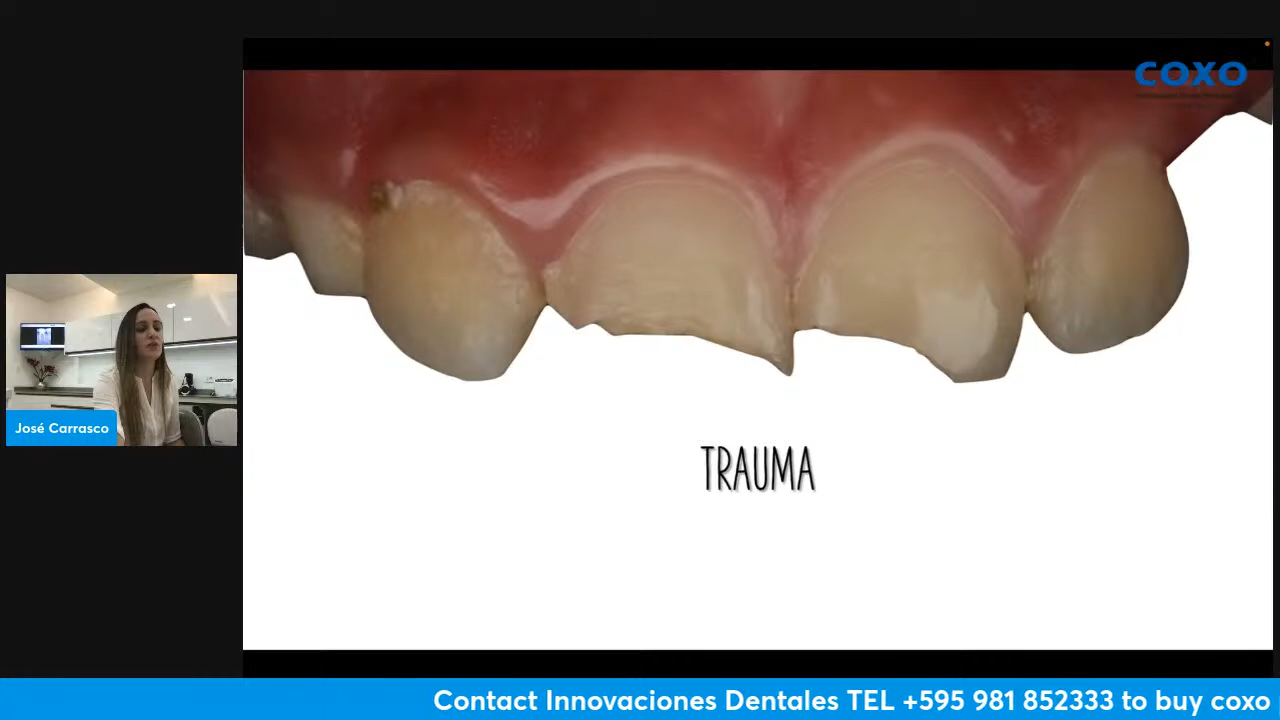 COXO
José Carrasco
TRAUMA
Contact Innovaciones Dentales TEL +595 981 852333 to buy coxo